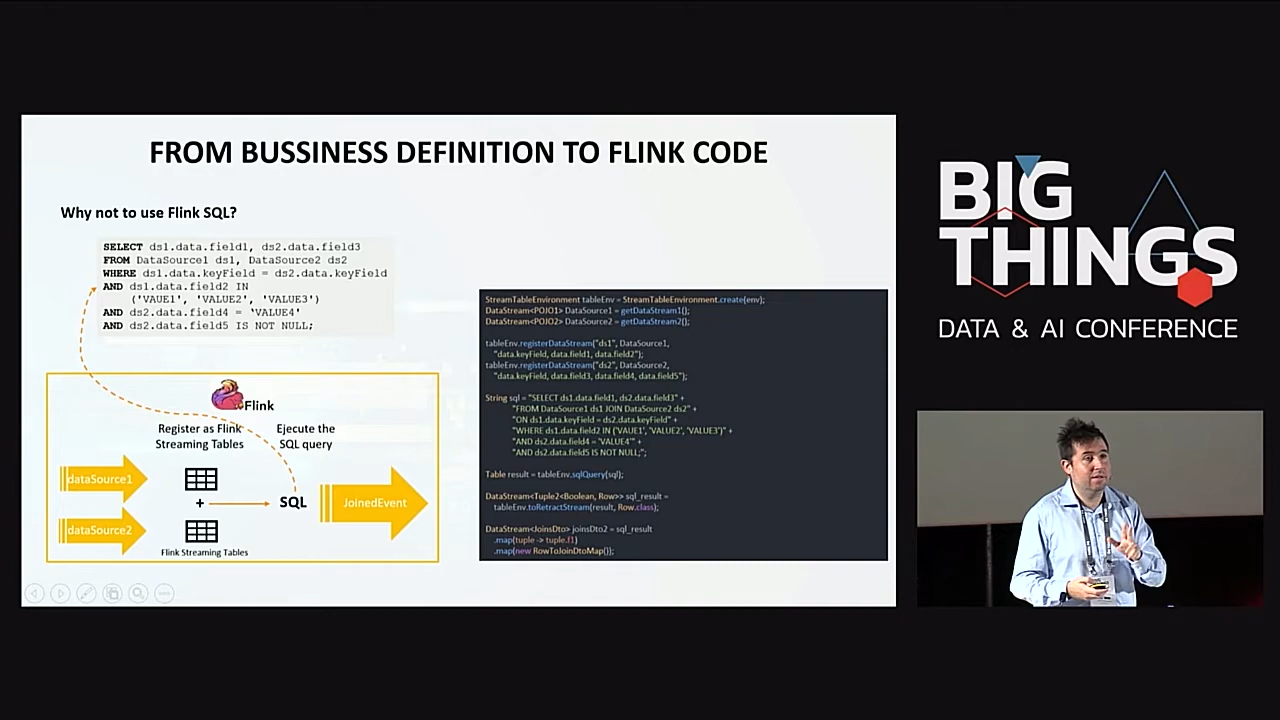 FROM BUSSINESS DEFINITION TO FLINK CODE
Why not to use Flink SQL?
SELECT ds1.data.field1, ds2.data.field3
FROM DataSource1 ds1, DataSource2 ds2
WHERE ds1.data.keyField = ds2.data.keyField
AND ds1.data.field2 IN
('VAUE1', 'VALUE2', 'VALUE3')
AND ds2.data.field4 = 'VALUE4'
AND ds2.data.field5 IS NOT NULL;
Flink
Register as Flink
Streaming Tables
Ejecute the
SQL query
dataSource1
+
SQL
JoinedEvent
dataSource2
Flink Streaming Tables
StreamTableEnvironment tableEnv = StreamTableEnvironment.create(env);
DataStream<POJO1> DataSource1 = getDataStream1();
DataStream<POJO2> DataSource2 = getDataStream2();
tableEnv.registerDataStream("ds1", DataSource1,
"data.keyField, data.field1, data.field2");
tableEnv.registerDataStream("ds2", DataSource2,
"data.keyField, data.field3, data.field4, data.field5");
String sql = "SELECT ds1.data.field1, ds2.data.field3" +
"FROM DataSource1 ds1 JOIN DataSource2 ds2" +
"ON ds1.data.keyField = ds2.data.keyField" +
"WHERE ds1.data.field2 IN ('VAUE1', 'VALUE2', 'VALUE3')" +
"AND ds2.data.field4 = 'VALUE4'" +
"AND ds2.data.field5 IS NOT NULL;";
Table result = tableEnv.sqlQuery(sql);
DataStream<Tuple2<Boolean, Row>> sql_result =
tableEnv.toRetractStream(result, Row.class);
DataStream<JoinsDto> joinsDto2 = sql_result
.map(tuple -> tuple.f1)
.map(new RowToJoinDtoMap());
BIG
THINGS
DATA & AI CONFERENCE